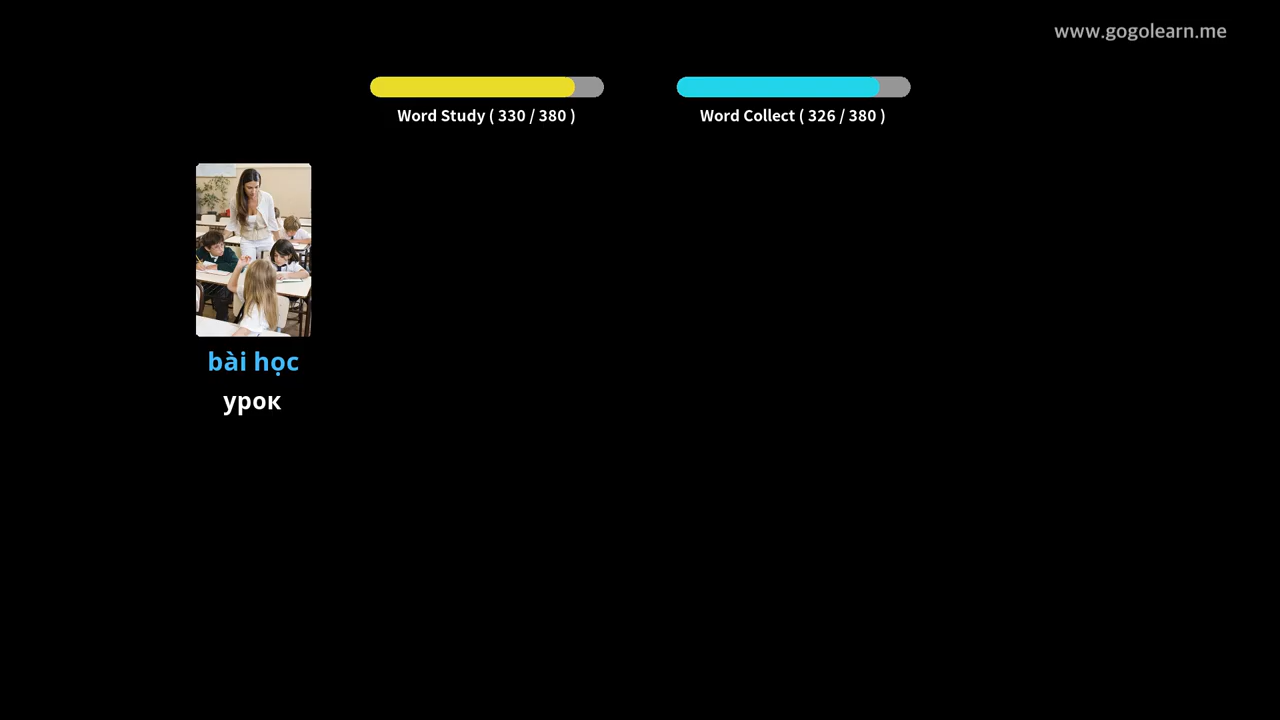 www.gogolearn.me
Word Study ( 330 / 380 )
Word Collect ( 326 / 380 )
bài học
урок